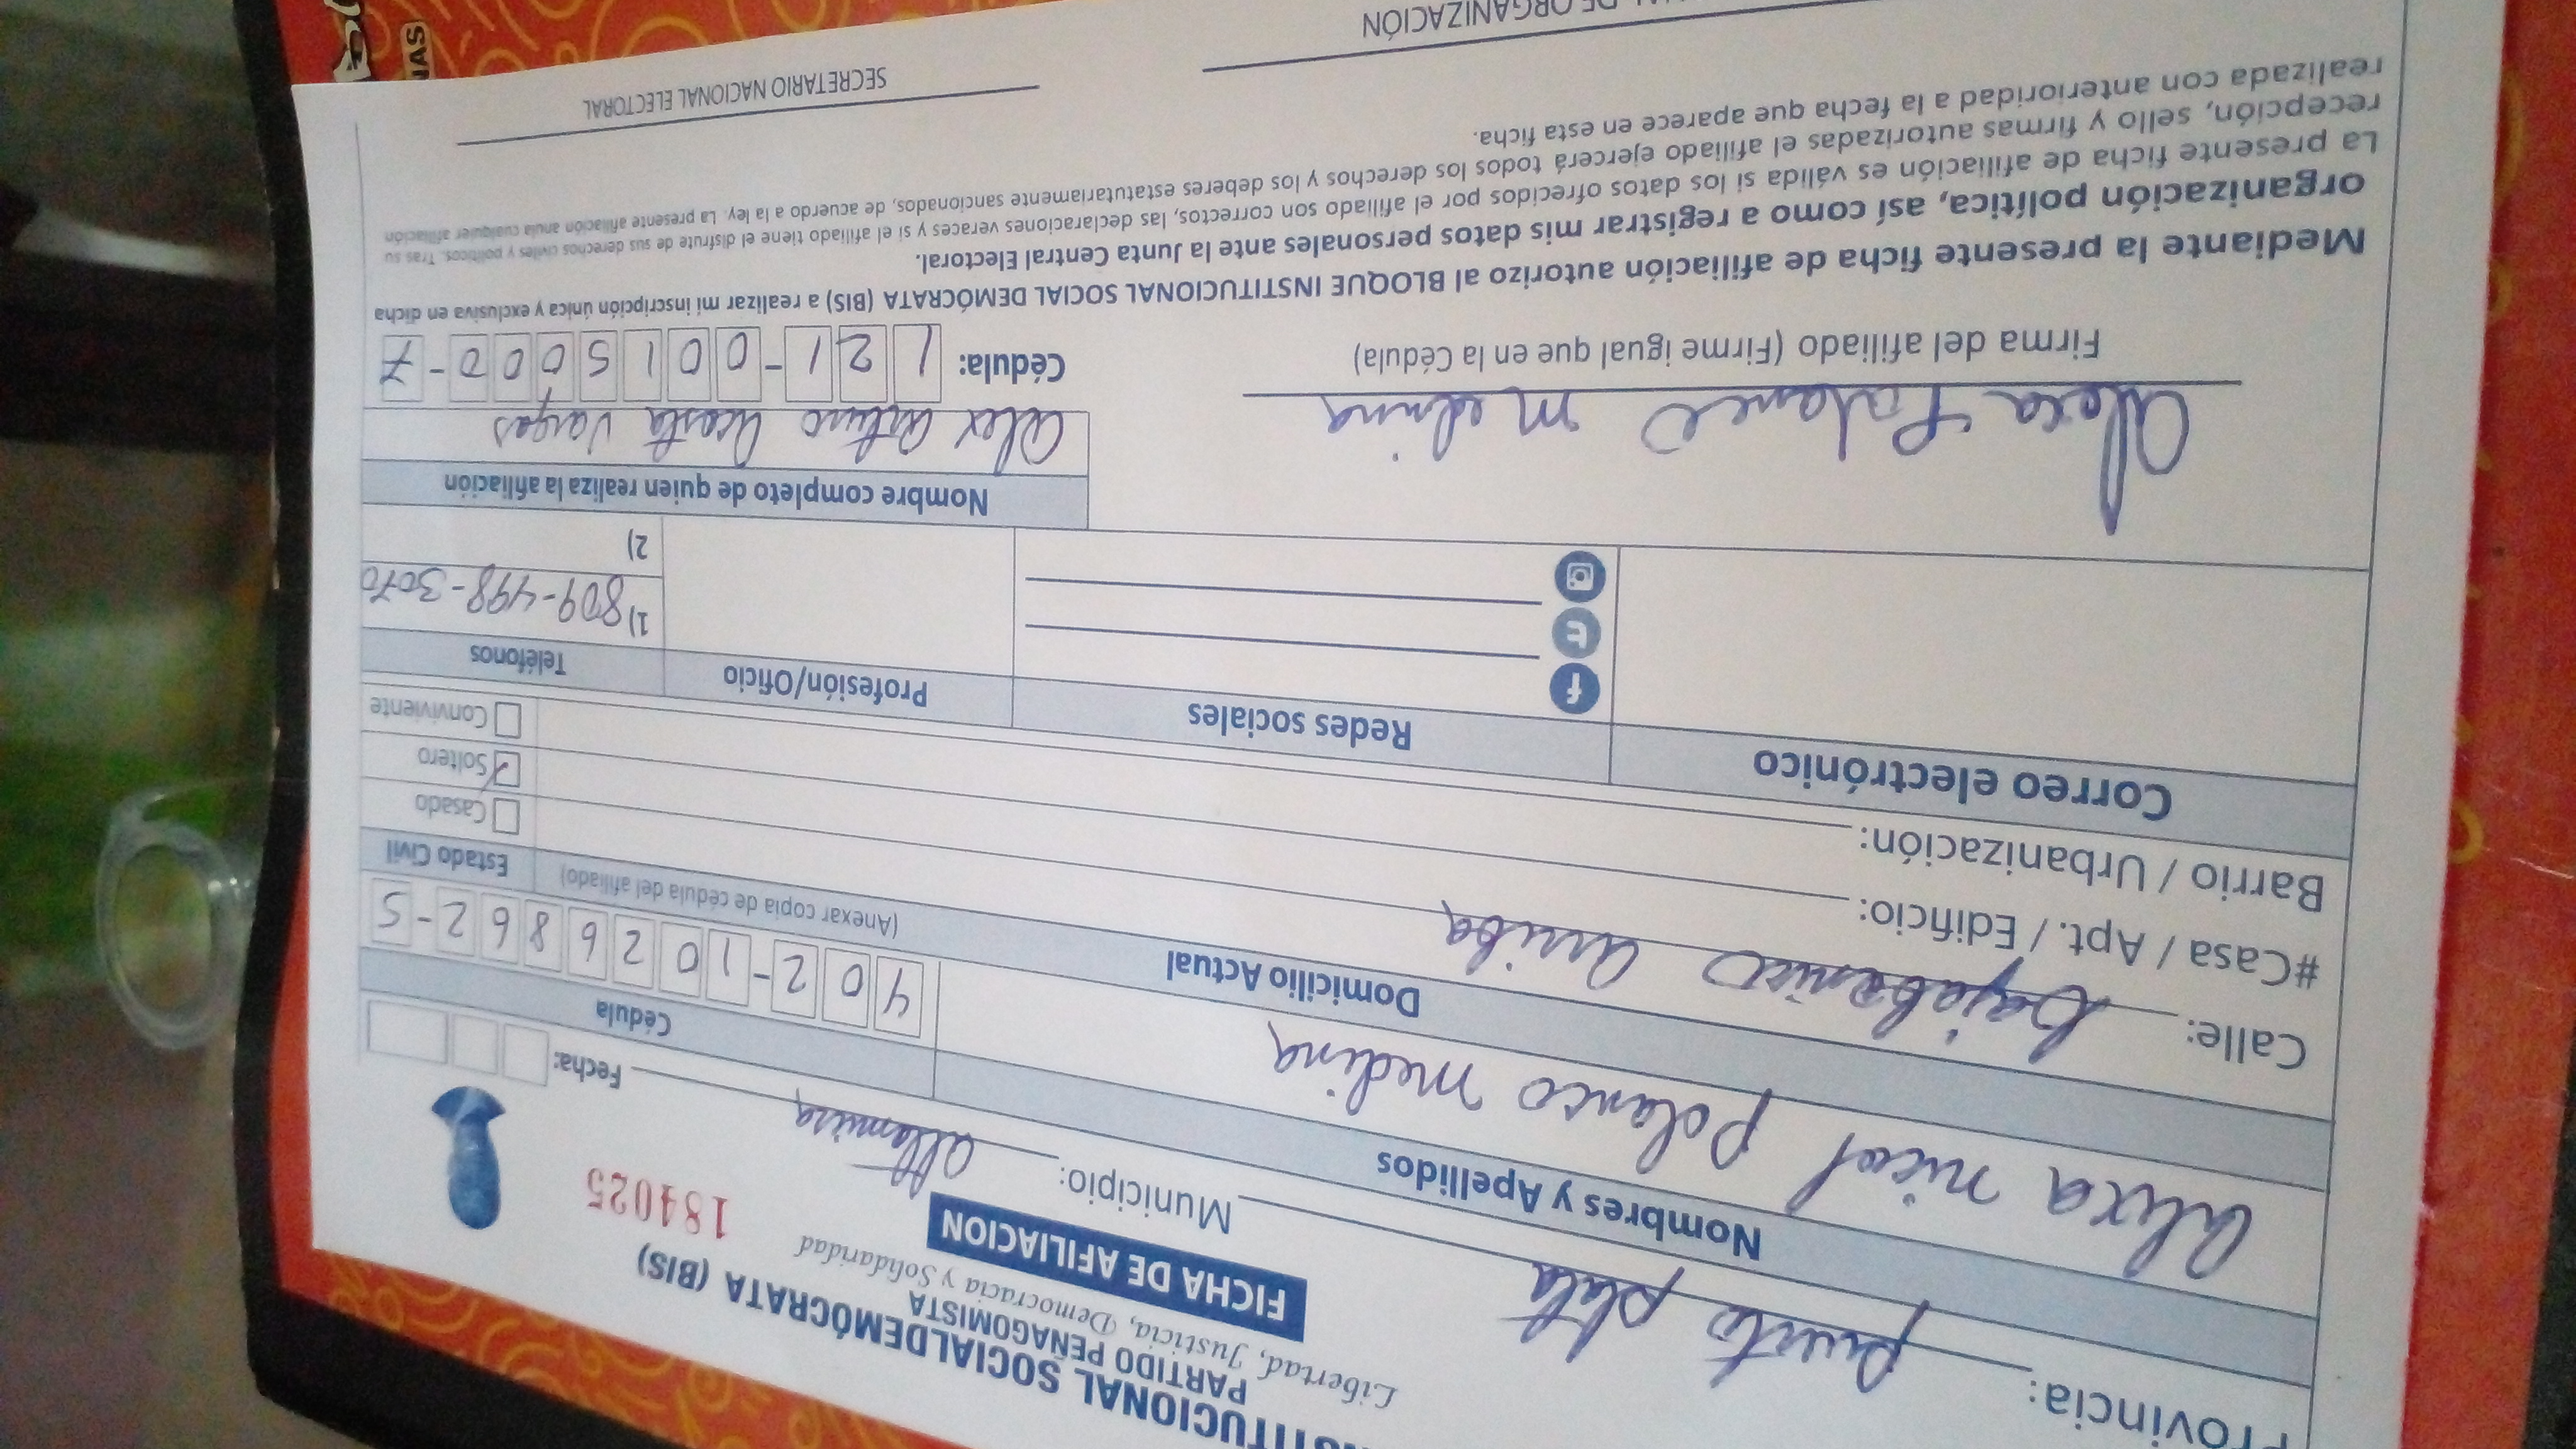 INSTITUCIONAL SOCIALDEMÓCRATA (BIS)
PARTIDO PEÑAGOMISTA
Libertad, Justicia, Democracia y Solidaridad
FICHA DE AFILIACION
184025
Provincia: Puerto plata Municipio: altamira Fecha:
Nombres y Apellidos Cédula
alixa nicol polanco medina 402-1026862-5
Domicilio Actual (Anexar copia de cédula del afiliado) Estado Civil
Calle: bajabonico arriba Casado
#Casa / Apt. / Edificio: Soltero
Barrio / Urbanización: Conviviente
Correo electrónico Redes sociales Profesión/Oficio Teléfonos
1) 809-498-3070
2)
Nombre completo de quien realiza la afiliación
Polanco Medina alex arturo acosta vargas
Firma del afiliado (Firme igual que en la Cédula) Cédula: 121-0015000-7
Mediante la presente ficha de afiliación autorizo al BLOQUE INSTITUCIONAL SOCIAL DEMÓCRATA (BIS) a realizar mi inscripción única y exclusiva en dicha
organización política, así como a registrar mis datos personales ante la Junta Central Electoral.
La presente ficha de afiliación es válida si los datos ofrecidos por el afiliado son correctos, las declaraciones veraces y si el afiliado tiene el disfrute de sus derechos civiles y políticos. Tras su
recepción, sello y firmas autorizadas el afiliado ejercerá todos los derechos y los deberes estatutariamente sancionados, de acuerdo a la ley. La presente afiliación anula cualquier afiliación
realizada con anterioridad a la fecha que aparece en esta ficha.
DE ORGANIZACIÓN SECRETARIO NACIONAL ELECTORAL